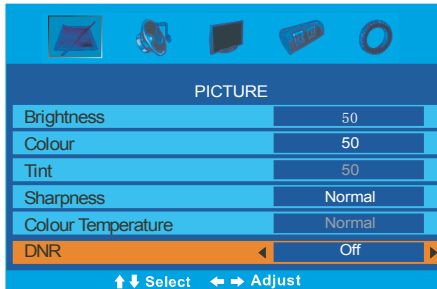 PICTURE
Brightness 50
Colour 50
Tint 50
Sharpness Normal
Colour Temperature Normal
DNR Off
Select Adjust